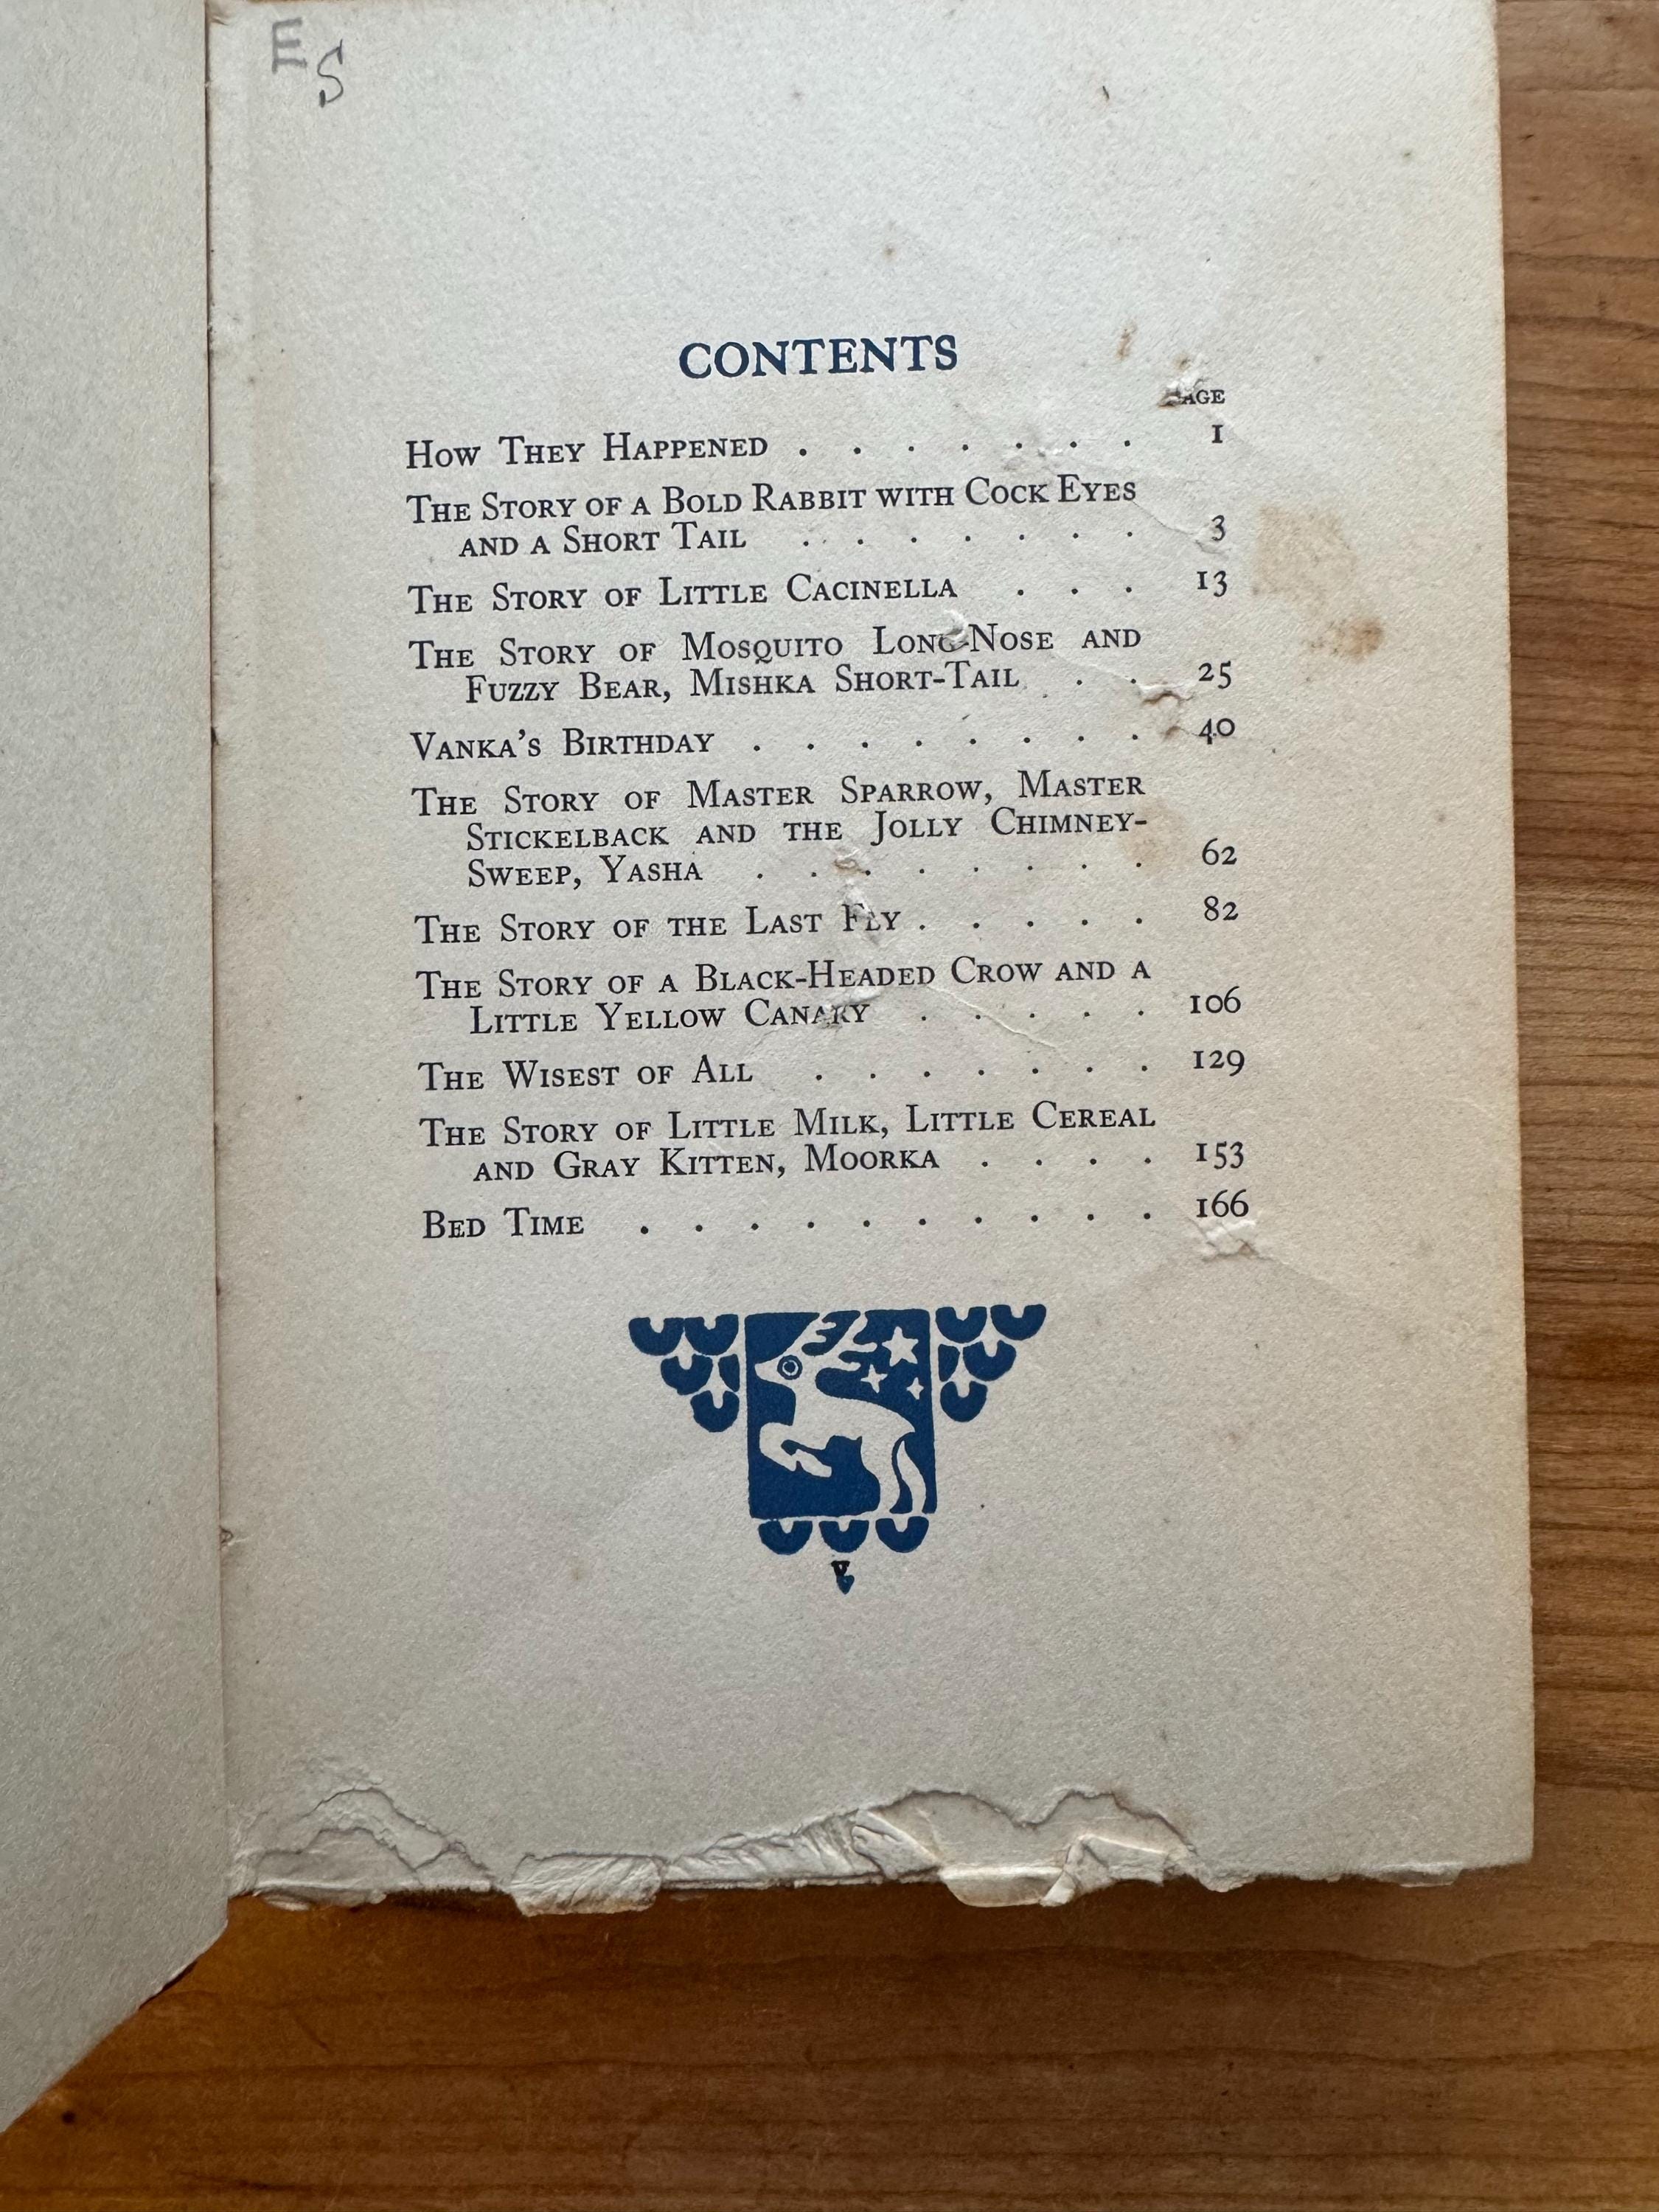 E
S
CONTENTS
PAGE
HOW THEY HAPPENED . . . . . . . 1
THE STORY OF A BOLD RABBIT WITH COCK EYES
AND A SHORT TAIL . . . . . . . 3
THE STORY OF LITTLE CACINELLA . . . 13
THE STORY OF MOSQUITO LONG-NOSE AND
FUZZY BEAR, MISHKA SHORT-TAIL . . 25
VANKA'S BIRTHDAY . . . . . . . . 40
THE STORY OF MASTER SPARROW, MASTER
STICKELBACK AND THE JOLLY CHIMNEY-
SWEEP, YASHA . . . . . . . . 62
THE STORY OF THE LAST FLY . . . . . 82
THE STORY OF A BLACK-HEADED CROW AND A
LITTLE YELLOW CANARY . . . . . 106
THE WISEST OF ALL . . . . . . . 129
THE STORY OF LITTLE MILK, LITTLE CEREAL
AND GRAY KITTEN, MOORKA . . . . 153
BED TIME . . . . . . . . . . 166